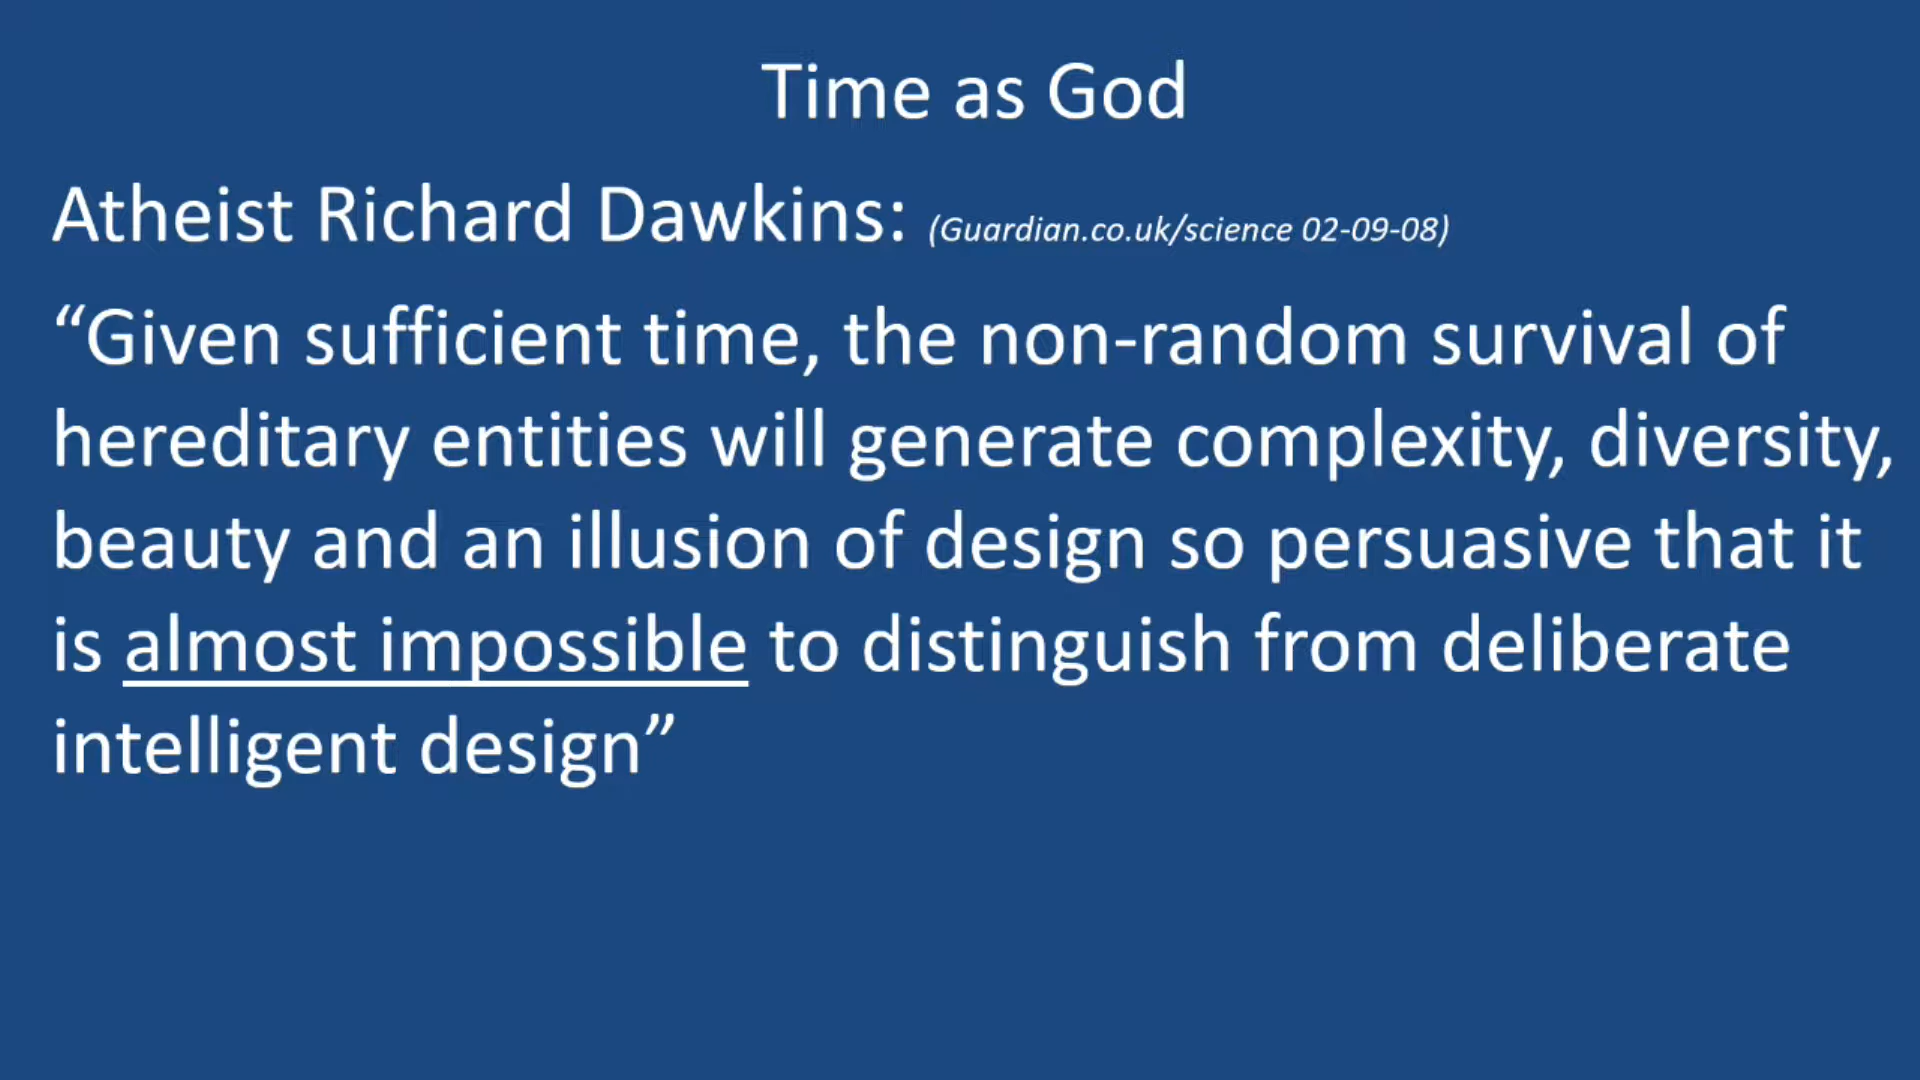 Time as God
Atheist Richard Dawkins: (Guardian.co.uk/science 02-09-08)
“Given sufficient time, the non-random survival of
hereditary entities will generate complexity, diversity,
beauty and an illusion of design so persuasive that it
is almost impossible to distinguish from deliberate
intelligent design”